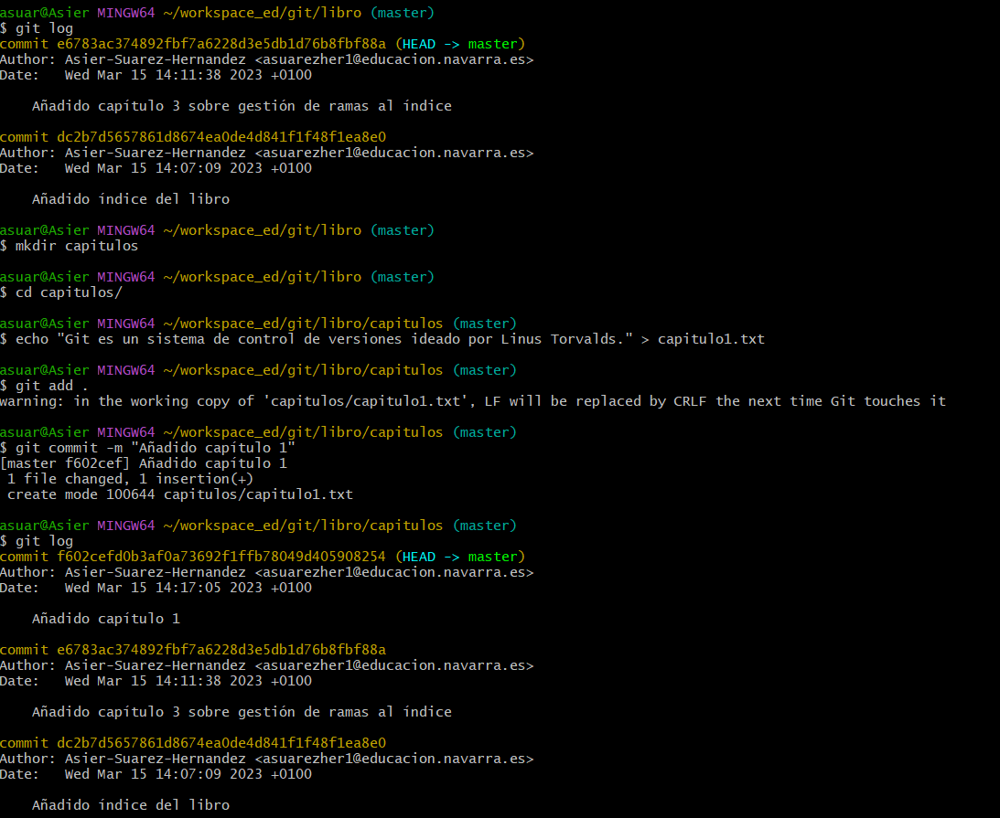 asuar@Asier MINGW64 ~/workspace_ed/git/libro (master)
$ git log
commit e6783ac374892fbf7a6228d3e5db1d76b8fbf88a (HEAD -> master)
Author: Asier-Suarez-Hernandez <asuarezher1@educacion.navarra.es>
Date:   Wed Mar 15 14:11:38 2023 +0100

    Añadido capítulo 3 sobre gestión de ramas al índice

commit dc2b7d5657861d8674ea0de4d841f1f48f1ea8e0
Author: Asier-Suarez-Hernandez <asuarezher1@educacion.navarra.es>
Date:   Wed Mar 15 14:07:09 2023 +0100

    Añadido índice del libro

asuar@Asier MINGW64 ~/workspace_ed/git/libro (master)
$ mkdir capitulos

asuar@Asier MINGW64 ~/workspace_ed/git/libro (master)
$ cd capitulos/

asuar@Asier MINGW64 ~/workspace_ed/git/libro/capitulos (master)
$ echo "Git es un sistema de control de versiones ideado por Linus Torvalds." > capitulo1.txt

asuar@Asier MINGW64 ~/workspace_ed/git/libro/capitulos (master)
$ git add .
warning: in the working copy of 'capitulos/capitulo1.txt', LF will be replaced by CRLF the next time Git touches it

asuar@Asier MINGW64 ~/workspace_ed/git/libro/capitulos (master)
$ git commit -m "Añadido capítulo 1"
[master f602cef] Añadido capítulo 1
 1 file changed, 1 insertion(+)
 create mode 100644 capitulos/capitulo1.txt

asuar@Asier MINGW64 ~/workspace_ed/git/libro/capitulos (master)
$ git log
commit f602cefd0b3af0a73692f1ffb78049d405908254 (HEAD -> master)
Author: Asier-Suarez-Hernandez <asuarezher1@educacion.navarra.es>
Date:   Wed Mar 15 14:17:05 2023 +0100

    Añadido capítulo 1

commit e6783ac374892fbf7a6228d3e5db1d76b8fbf88a
Author: Asier-Suarez-Hernandez <asuarezher1@educacion.navarra.es>
Date:   Wed Mar 15 14:11:38 2023 +0100

    Añadido capítulo 3 sobre gestión de ramas al índice

commit dc2b7d5657861d8674ea0de4d841f1f48f1ea8e0
Author: Asier-Suarez-Hernandez <asuarezher1@educacion.navarra.es>
Date:   Wed Mar 15 14:07:09 2023 +0100

    Añadido índice del libro